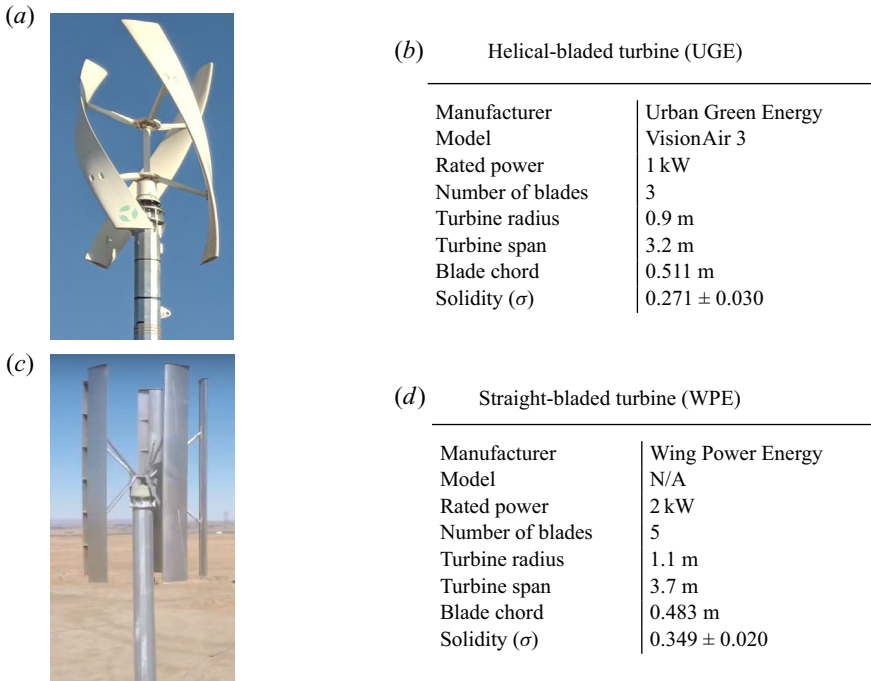 (a)
(b) Helical-bladed turbine (UGE)
Manufacturer Urban Green Energy
Model VisionAir 3
Rated power 1 kW
Number of blades 3
Turbine radius 0.9 m
Turbine span 3.2 m
Blade chord 0.511 m
Solidity (σ) 0.271 ± 0.030
(c)
(d) Straight-bladed turbine (WPE)
Manufacturer Wing Power Energy
Model N/A
Rated power 2 kW
Number of blades 5
Turbine radius 1.1 m
Turbine span 3.7 m
Blade chord 0.483 m
Solidity (σ) 0.349 ± 0.020